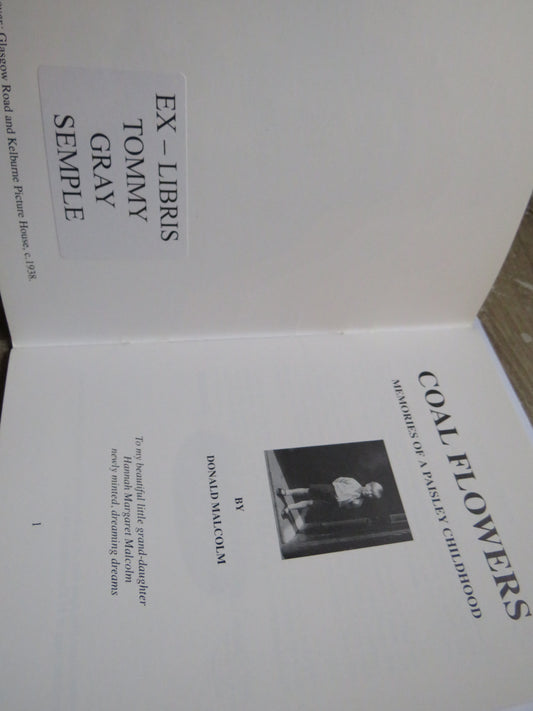 EX – LIBRIS
TOMMY
GRAY
SEMPLE
Glasgow Road and Kelburne Picture House, c.1938.
COAL FLOWERS
MEMORIES OF A PAISLEY CHILDHOOD
BY
DONALD MALCOLM
To my beautiful little grand-daughter
Hannah Margaret Malcolm
newly minted, dreaming dreams
1